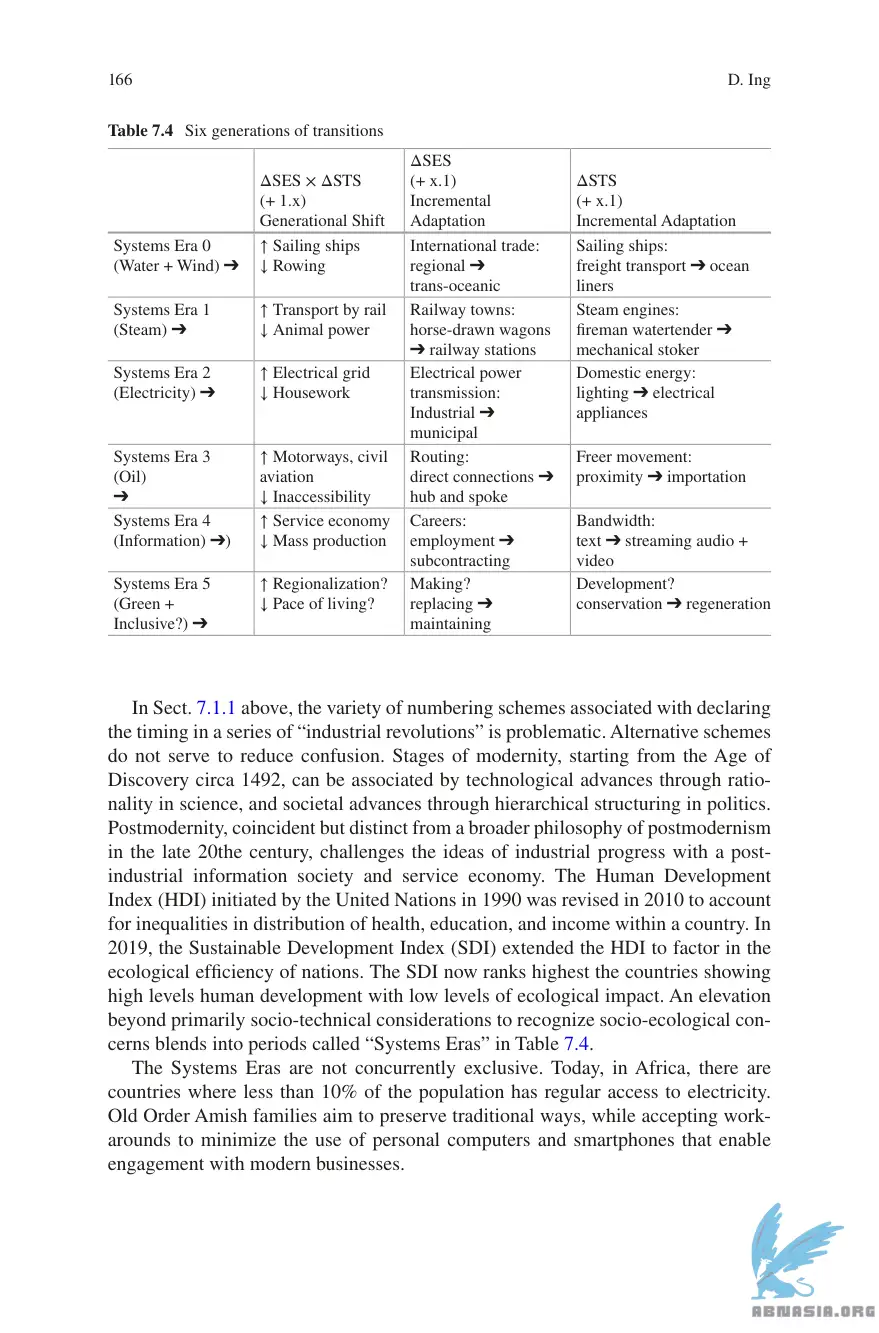 166
D. Ing
Table 7.4 Six generations of transitions
ΔSES × ΔSTS
(+ 1.x)
Generational Shift
ΔSES
(+ x.1)
Incremental
Adaptation
ΔSTS
(+ x.1)
Incremental Adaptation
Systems Era 0
(Water + Wind) ➔
↑ Sailing ships
↓ Rowing
International trade:
regional ➔
trans-oceanic
Sailing ships:
freight transport ➔ ocean
liners
Systems Era 1
(Steam) ➔
↑ Transport by rail
↓ Animal power
Railway towns:
horse-drawn wagons
➔ railway stations
Steam engines:
fireman watertender ➔
mechanical stoker
Systems Era 2
(Electricity) ➔
↑ Electrical grid
↓ Housework
Electrical power
transmission:
Industrial ➔
municipal
Domestic energy:
lighting ➔ electrical
appliances
Systems Era 3
(Oil)
➔
↑ Motorways, civil
aviation
↓ Inaccessibility
Routing:
direct connections ➔
hub and spoke
Freer movement:
proximity ➔ importation
Systems Era 4
(Information) ➔)
↑ Service economy
↓ Mass production
Careers:
employment ➔
subcontracting
Bandwidth:
text ➔ streaming audio +
video
Systems Era 5
(Green +
Inclusive?) ➔
↑ Regionalization?
↓ Pace of living?
Making?
replacing ➔
maintaining
Development?
conservation ➔ regeneration
In Sect. 7.1.1 above, the variety of numbering schemes associated with declaring
the timing in a series of “industrial revolutions” is problematic. Alternative schemes
do not serve to reduce confusion. Stages of modernity, starting from the Age of
Discovery circa 1492, can be associated by technological advances through ratio-
nality in science, and societal advances through hierarchical structuring in politics.
Postmodernity, coincident but distinct from a broader philosophy of postmodernism
in the late 20the century, challenges the ideas of industrial progress with a post-
industrial information society and service economy. The Human Development
Index (HDI) initiated by the United Nations in 1990 was revised in 2010 to account
for inequalities in distribution of health, education, and income within a country. In
2019, the Sustainable Development Index (SDI) extended the HDI to factor in the
ecological efficiency of nations. The SDI now ranks highest the countries showing
high levels human development with low levels of ecological impact. An elevation
beyond primarily socio-technical considerations to recognize socio-ecological con-
cerns blends into periods called “Systems Eras” in Table 7.4.
The Systems Eras are not concurrently exclusive. Today, in Africa, there are
countries where less than 10% of the population has regular access to electricity.
Old Order Amish families aim to preserve traditional ways, while accepting work-
arounds to minimize the use of personal computers and smartphones that enable
engagement with modern businesses.
ABNASIA.ORG